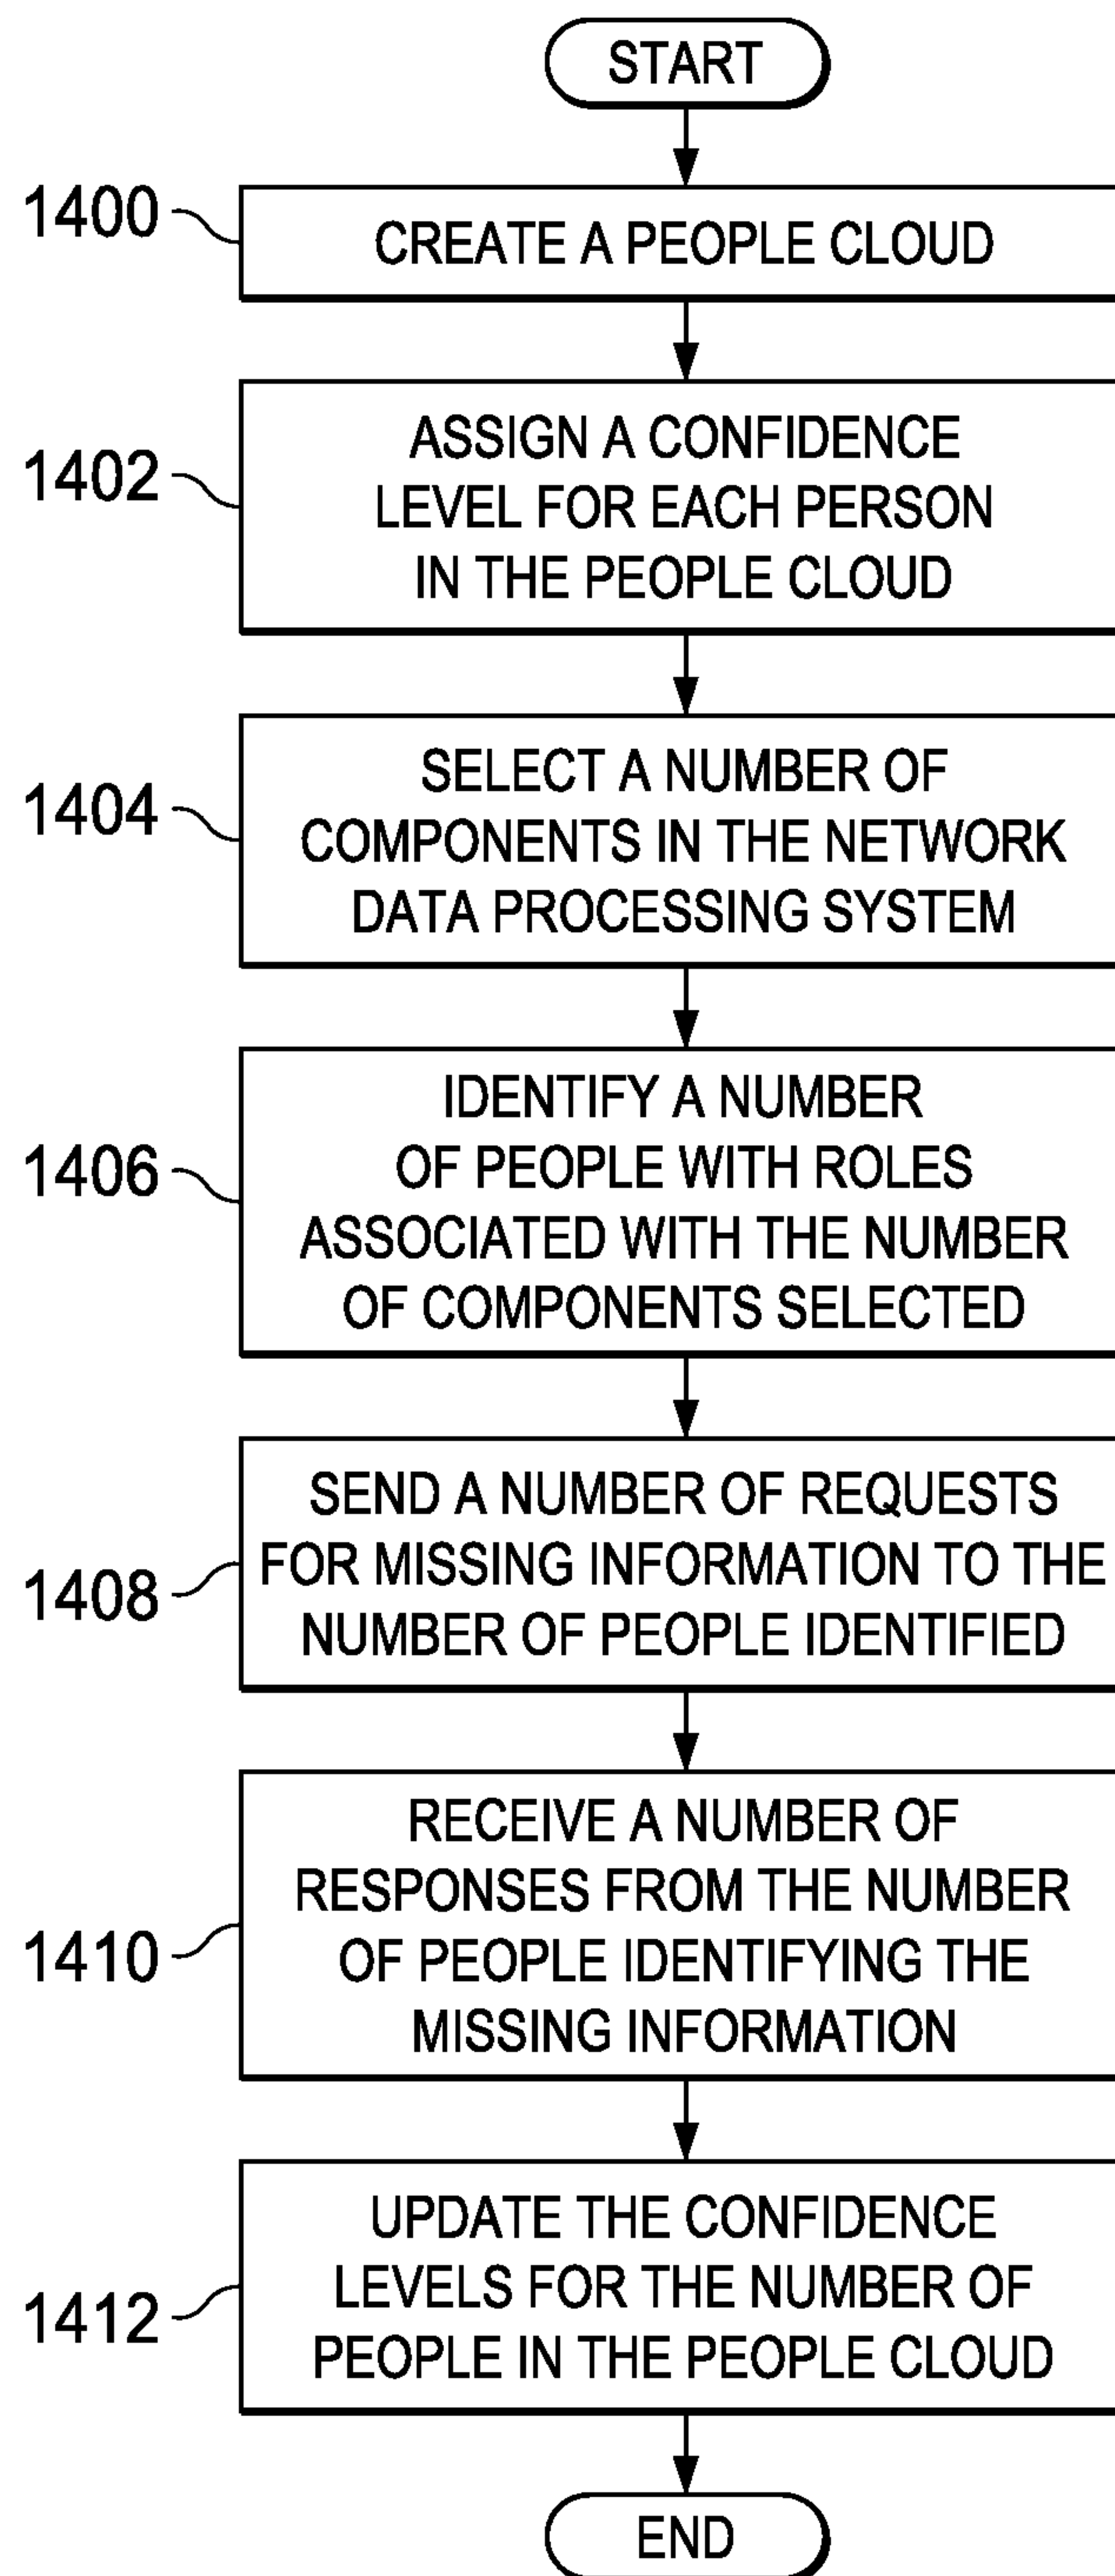 START
1400
CREATE A PEOPLE CLOUD
1402
ASSIGN A CONFIDENCE
LEVEL FOR EACH PERSON
IN THE PEOPLE CLOUD
1404
SELECT A NUMBER OF
COMPONENTS IN THE NETWORK
DATA PROCESSING SYSTEM
1406
IDENTIFY A NUMBER
OF PEOPLE WITH ROLES
ASSOCIATED WITH THE NUMBER
OF COMPONENTS SELECTED
1408
SEND A NUMBER OF REQUESTS
FOR MISSING INFORMATION TO THE
NUMBER OF PEOPLE IDENTIFIED
1410
RECEIVE A NUMBER OF
RESPONSES FROM THE NUMBER
OF PEOPLE IDENTIFYING THE
MISSING INFORMATION
1412
UPDATE THE CONFIDENCE
LEVELS FOR THE NUMBER OF
PEOPLE IN THE PEOPLE CLOUD
END